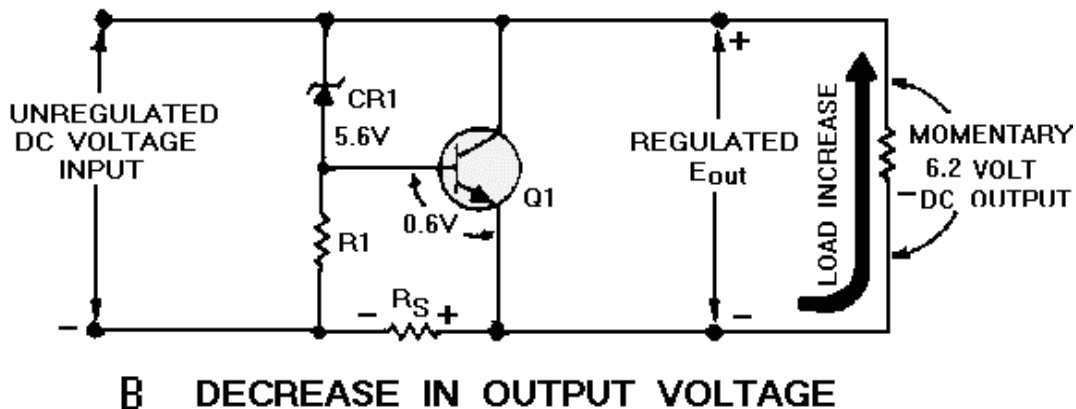 +
UNREGULATED
DC VOLTAGE
INPUT
CR1
5.6V
Q1
0.6V
R1
- RS +
-
REGULATED
Eout
-
LOAD INCREASE
MOMENTARY
6.2 VOLT
DC OUTPUT
B DECREASE IN OUTPUT VOLTAGE